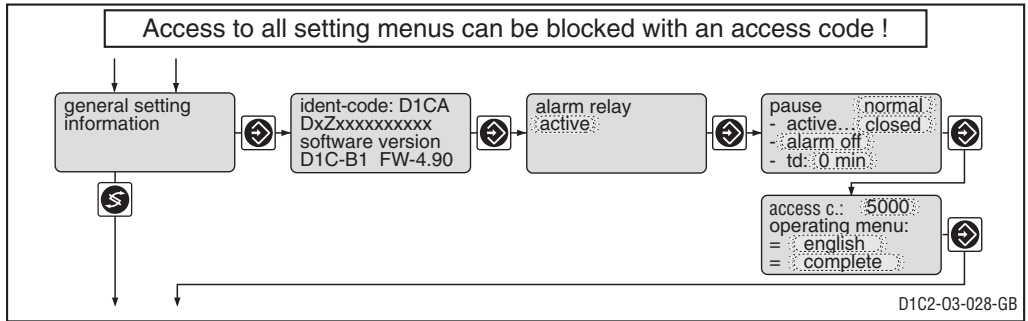 Access to all setting menus can be blocked with an access code !
general setting
information
ident-code: D1CA
DxZxxxxxxxxxx
software version
D1C-B1 FW-4.90
alarm relay
active
pause normal
- active... closed
- alarm off
- td: 0 min
access c.: 5000
operating menu:
= english
= complete
D1C2-03-028-GB